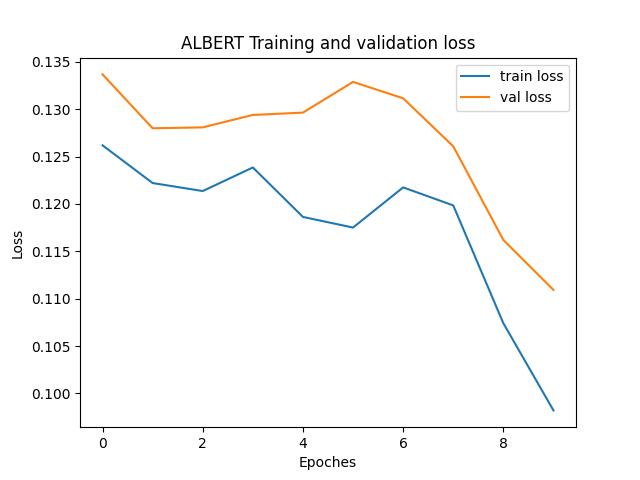 ALBERT Training and validation loss
train loss
val loss
0.135
0.130
0.125
0.120
0.115
0.110
0.105
0.100
Loss
0 2 4 6 8
Epoches